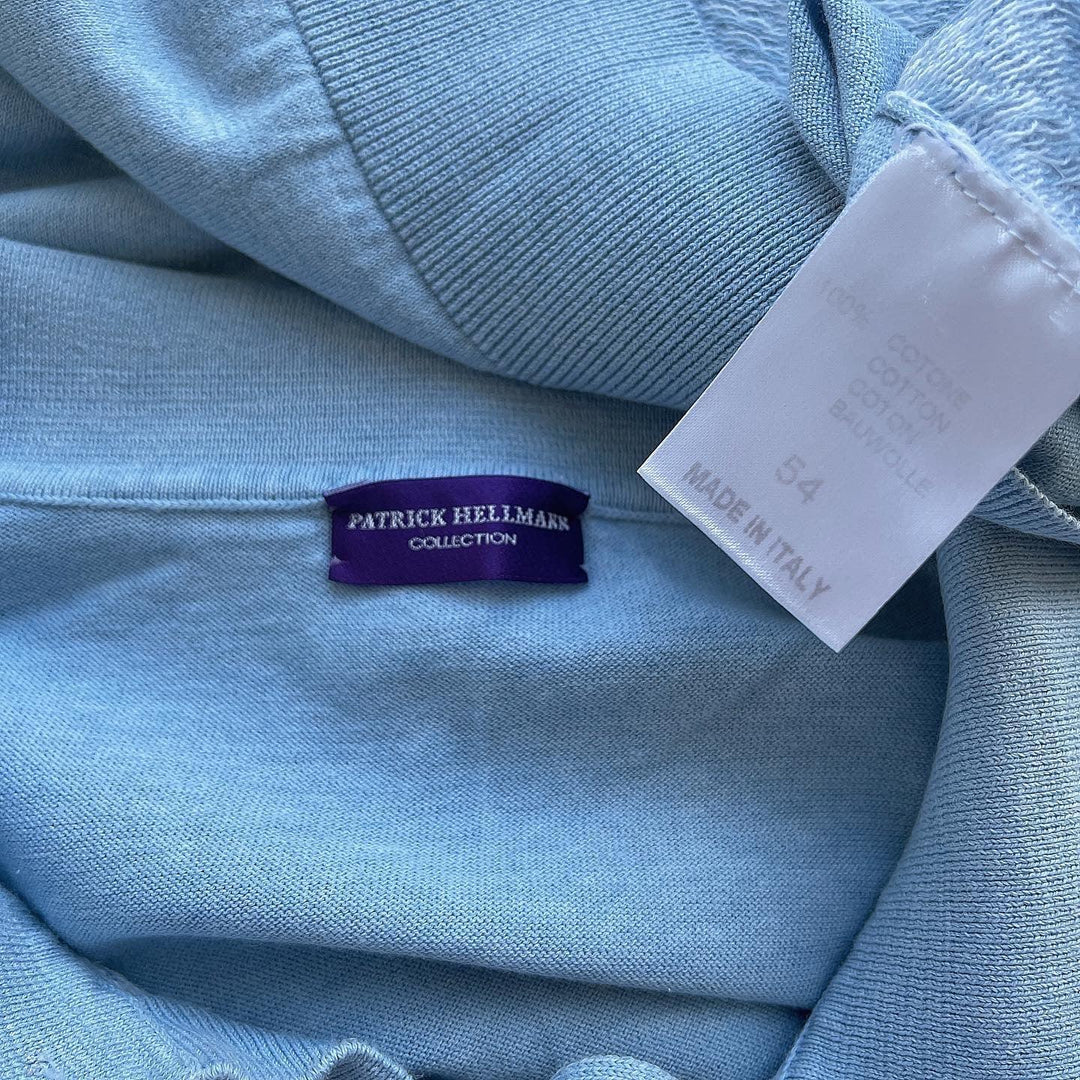 PATRICK HELLMANN
COLLECTION
100% COTONE
COTTON
COTON
BAUMWOLLE
54
MADE IN ITALY